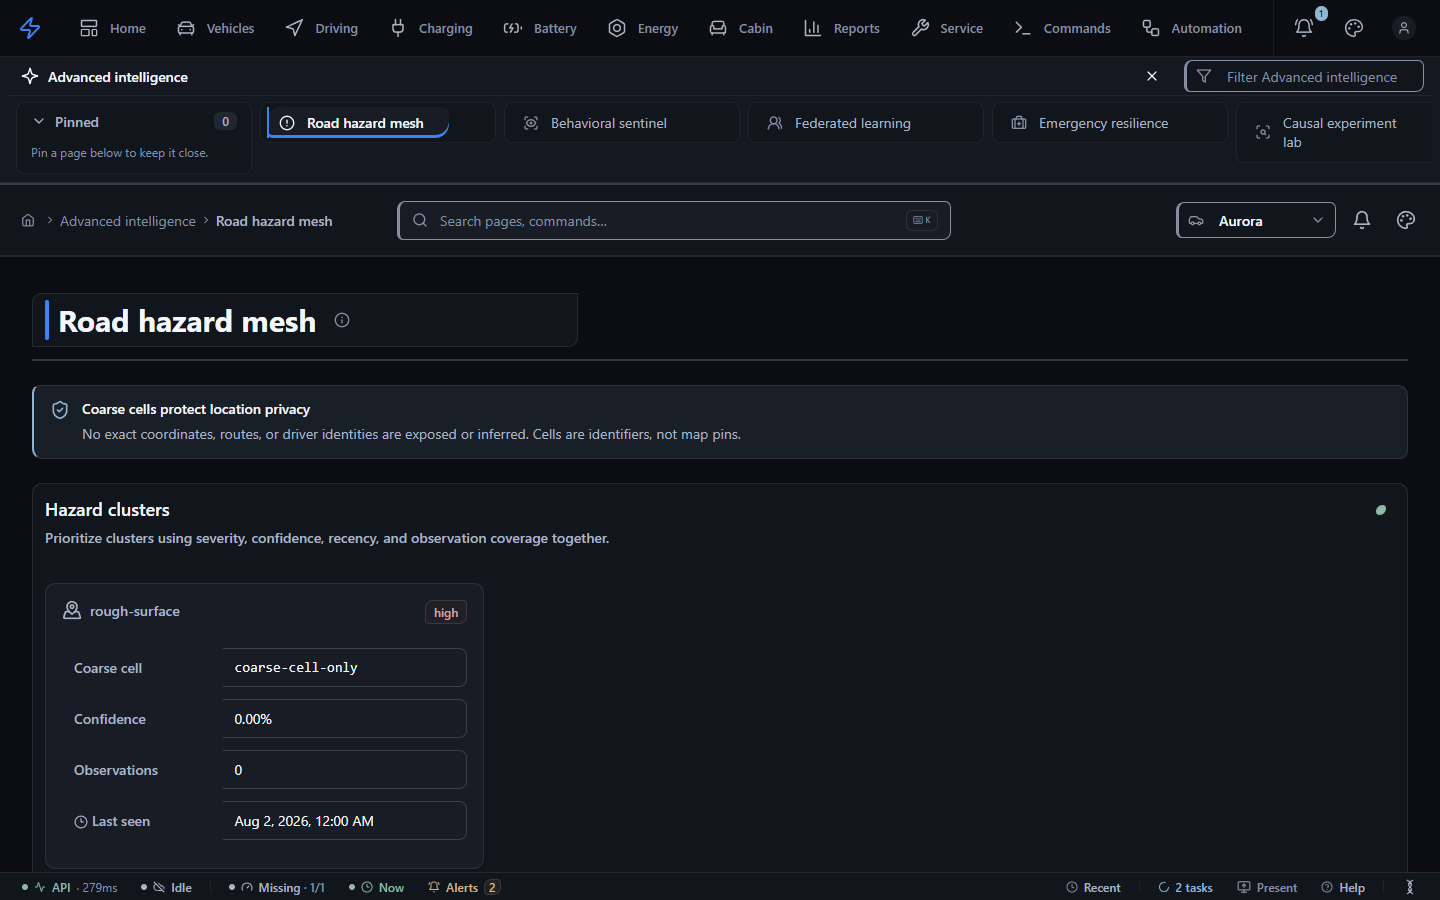 Home
Vehicles
Driving
Charging
Battery
Energy
Cabin
Reports
Service
Commands
Automation
1
Advanced intelligence
Filter Advanced intelligence
Pinned
0
Pin a page below to keep it close.
Road hazard mesh
Behavioral sentinel
Federated learning
Emergency resilience
Causal experiment
lab
Advanced intelligence
Road hazard mesh
Search pages, commands...
K
Aurora
Road hazard mesh
Coarse cells protect location privacy
No exact coordinates, routes, or driver identities are exposed or inferred. Cells are identifiers, not map pins.
Hazard clusters
Prioritize clusters using severity, confidence, recency, and observation coverage together.
rough-surface
high
Coarse cell
coarse-cell-only
Confidence
0.00%
Observations
0
Last seen
Aug 2, 2026, 12:00 AM
API · 279ms
Idle
Missing · 1/1
Now
Alerts 2
Recent
2 tasks
Present
Help